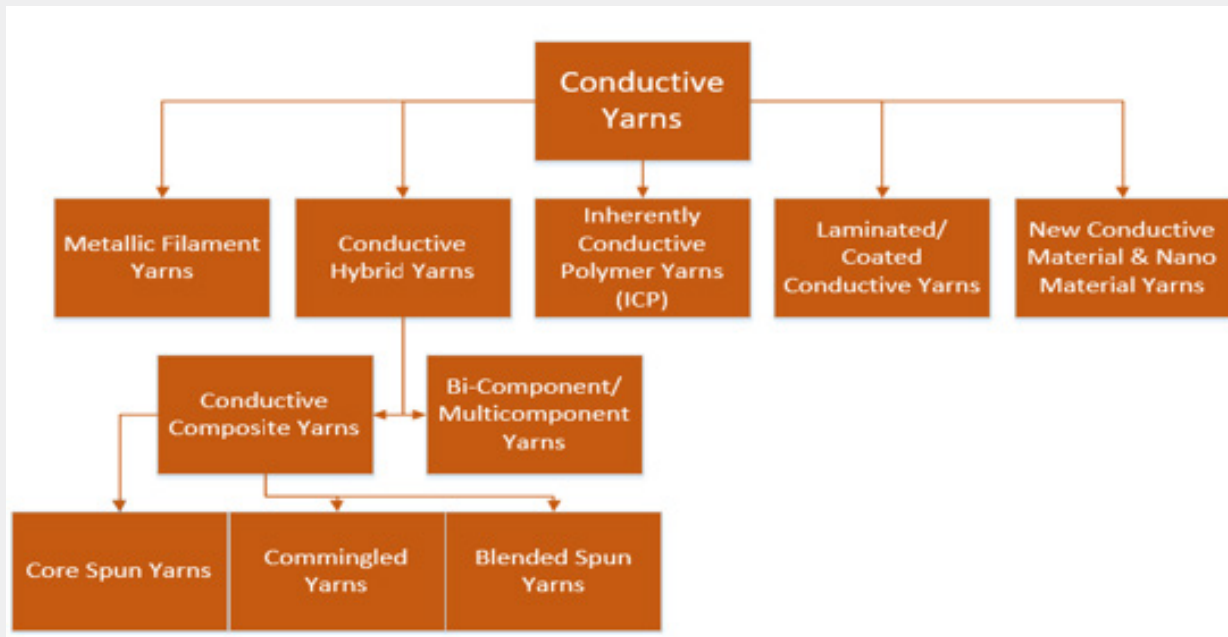 Conductive
Yarns
Metallic Filament
Yarns
Conductive
Hybrid Yarns
Inherently
Conductive
Polymer Yarns
(ICP)
Laminated/
Coated
Conductive Yarns
New Conductive
Material & Nano
Material Yarns
Conductive
Composite Yarns
Bi-Component/
Multicomponent
Yarns
Core Spun Yarns
Commingled
Yarns
Blended Spun
Yarns